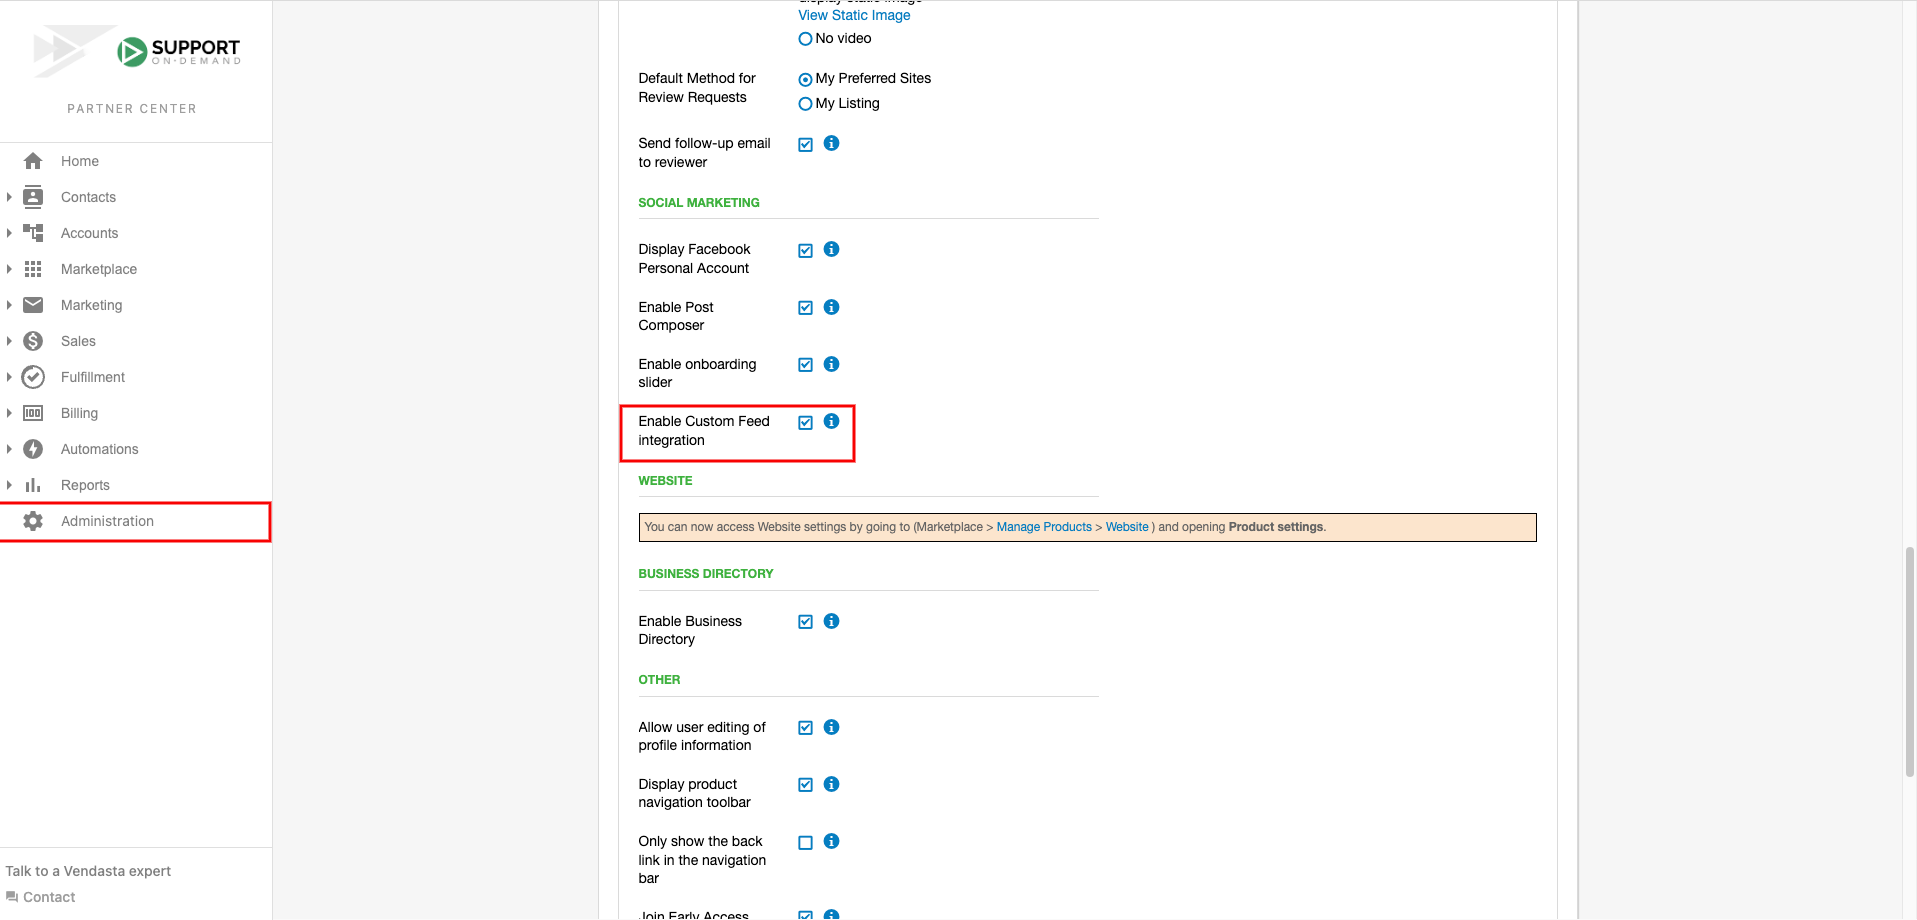 SUPPORT
ON-DEMAND
PARTNER CENTER
Home
Contacts
Accounts
Marketplace
Marketing
Sales
Fulfillment
Billing
Automations
Reports
Administration
Talk to a Vendasta expert
Contact
display static image
View Static Image
No video
Default Method for
Review Requests
My Preferred Sites
My Listing
Send follow-up email
to reviewer
SOCIAL MARKETING
Display Facebook
Personal Account
Enable Post
Composer
Enable onboarding
slider
Enable Custom Feed
integration
WEBSITE
You can now access Website settings by going to (Marketplace > Manage Products > Website ) and opening Product settings.
BUSINESS DIRECTORY
Enable Business
Directory
OTHER
Allow user editing of
profile information
Display product
navigation toolbar
Only show the back
link in the navigation
bar
Join Early Access